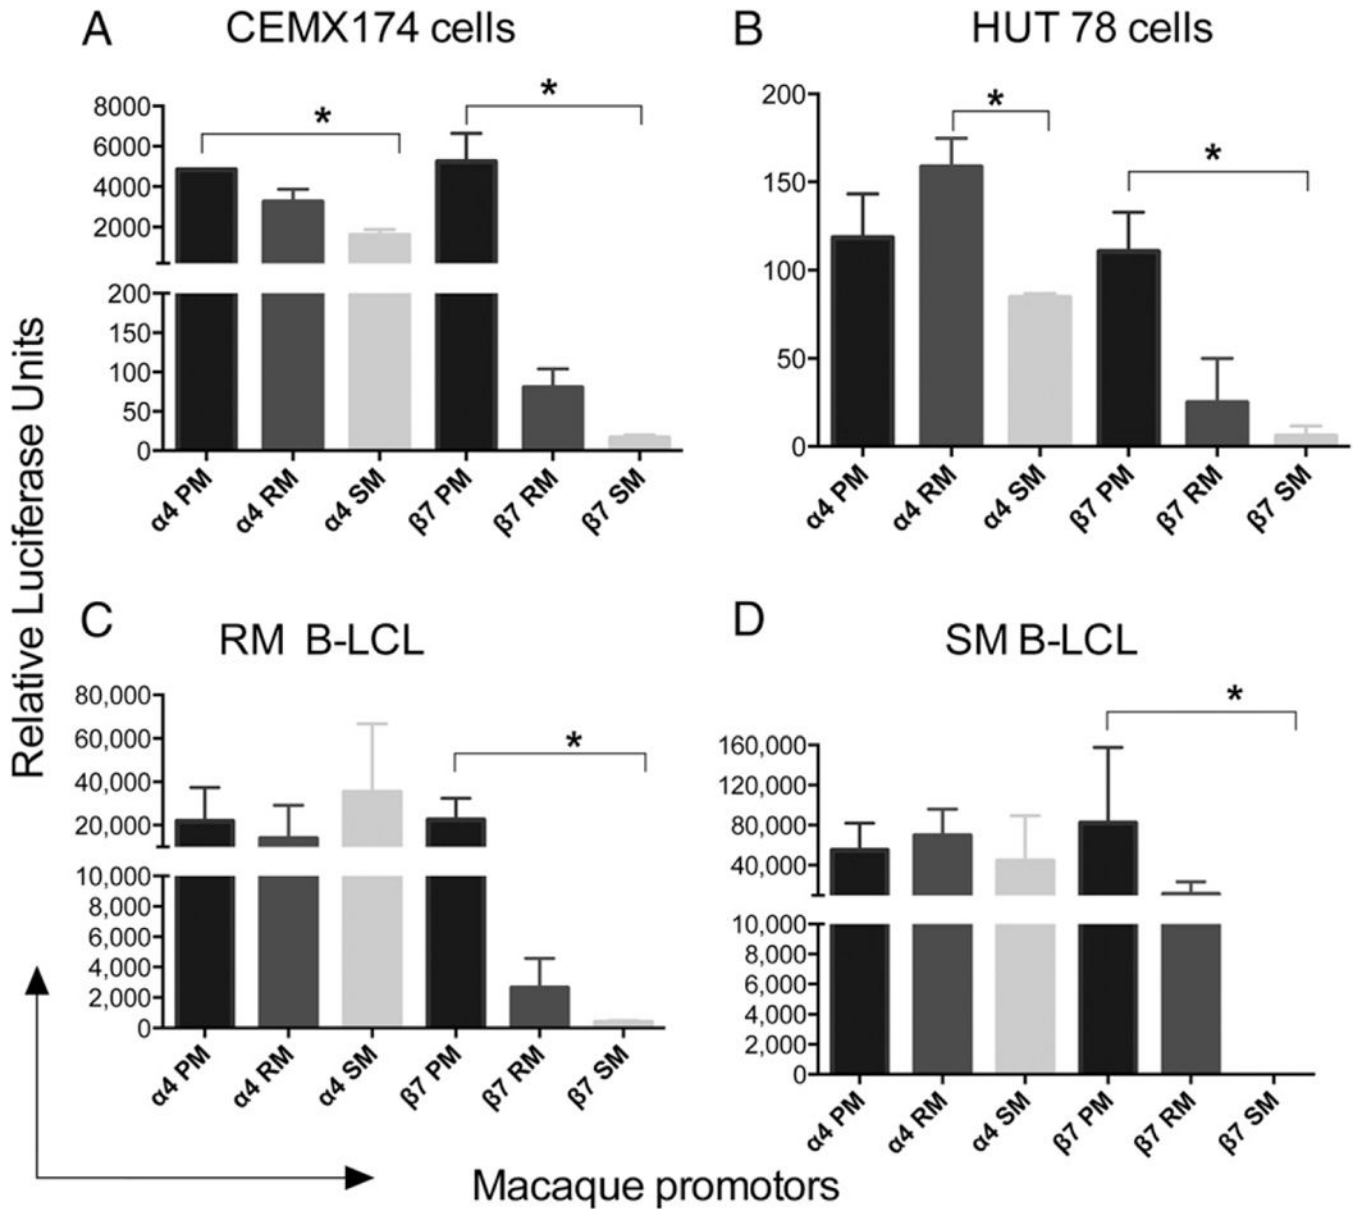 A
CEMX174 cells
*
*
8000
6000
4000
2000
200
150
100
50
0
α4 PM
α4 RM
α4 SM
β7 PM
β7 RM
β7 SM
B
HUT 78 cells
*
*
200
150
100
50
0
α4 PM
α4 RM
α4 SM
β7 PM
β7 RM
β7 SM
Relative Luciferase Units
C
RM B-LCL
*
80,000
60,000
40,000
20,000
10,000
8,000
6,000
4,000
2,000
0
α4 PM
α4 RM
α4 SM
β7 PM
β7 RM
β7 SM
D
SM B-LCL
*
160,000
120,000
80,000
40,000
10,000
8,000
6,000
4,000
2,000
0
α4 PM
α4 RM
α4 SM
β7 PM
β7 RM
β7 SM
Macaque promotors